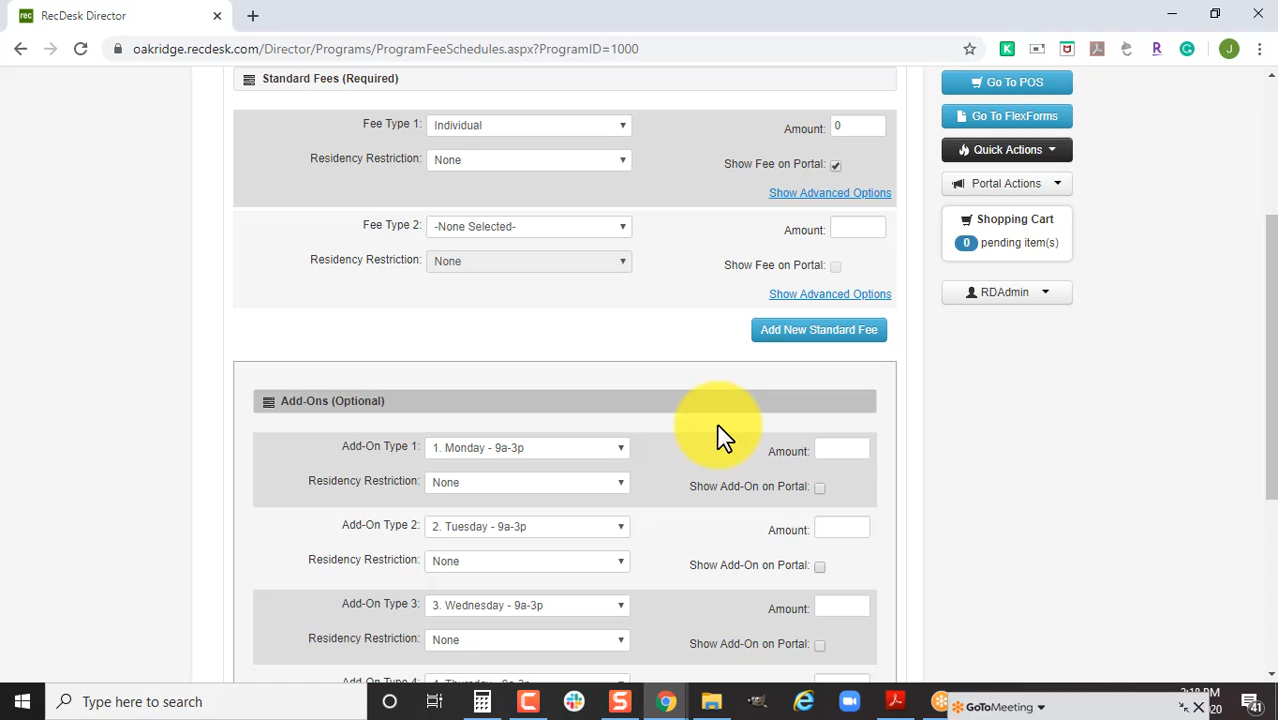 rec RecDesk Director
oakridge.recdesk.com/Director/Programs/ProgramFeeSchedules.aspx?ProgramID=1000
Standard Fees (Required)
Fee Type 1: Individual Amount: 0
Residency Restriction: None Show Fee on Portal:
Show Advanced Options
Fee Type 2: -None Selected- Amount:
Residency Restriction: None Show Fee on Portal:
Show Advanced Options
Add New Standard Fee
Add-Ons (Optional)
Add-On Type 1: 1. Monday - 9a-3p Amount:
Residency Restriction: None Show Add-On on Portal:
Add-On Type 2: 2. Tuesday - 9a-3p Amount:
Residency Restriction: None Show Add-On on Portal:
Add-On Type 3: 3. Wednesday - 9a-3p Amount:
Residency Restriction: None Show Add-On on Portal:
Go To POS
Go To FlexForms
Quick Actions
Portal Actions
Shopping Cart
0 pending item(s)
RDAdmin
Type here to search
GoToMeeting
41